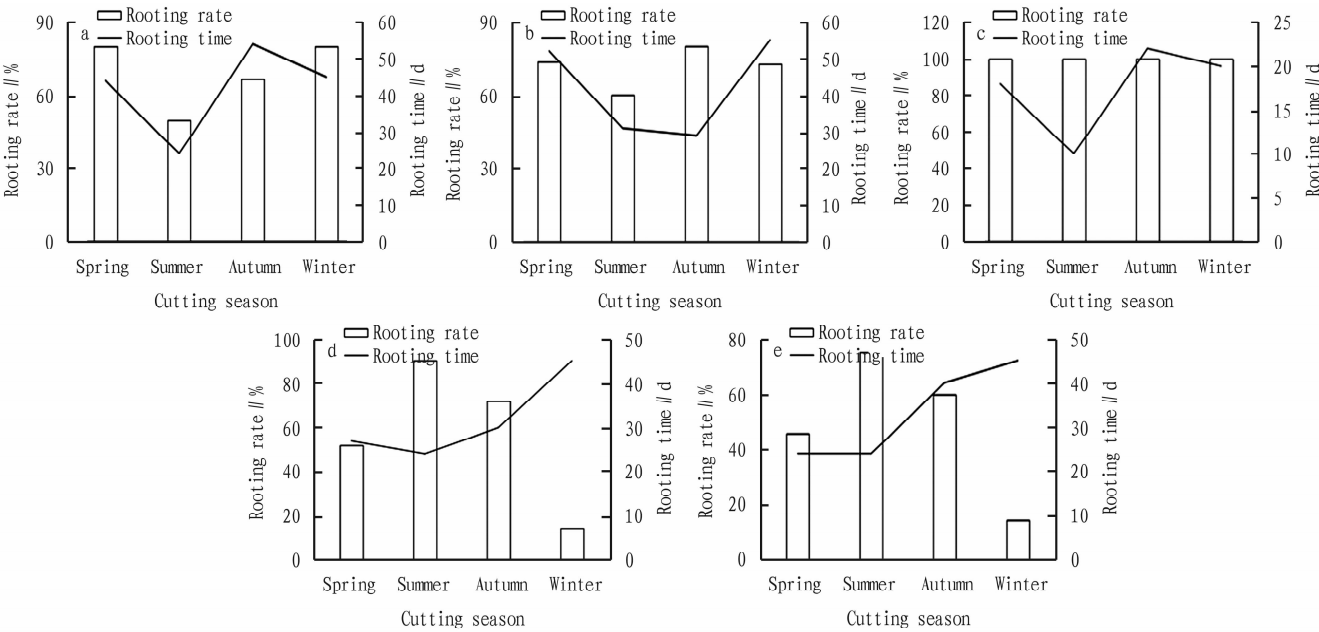 a
Rooting rate
Rooting time
Rooting rate∥%
90
60
30
0
60
50
40
30
20
10
0
Rooting time∥d
Spring Summer Autumn Winter
Cutting season
b
Rooting rate
Rooting time
Rooting rate∥%
90
60
30
0
60
50
40
30
20
10
0
Rooting time∥d
Spring Summer Autumn Winter
Cutting season
c
Rooting rate
Rooting time
Rooting rate∥%
120
100
80
60
40
20
0
25
20
15
10
5
0
Rooting time∥d
Spring Summer Autumn Winter
Cutting season
d
Rooting rate
Rooting time
Rooting rate∥%
100
80
60
40
20
0
50
40
30
20
10
0
Rooting time∥d
Spring Summer Autumn Winter
Cutting season
e
Rooting rate
Rooting time
Rooting rate∥%
80
60
40
20
0
50
40
30
20
10
0
Rooting time∥d
Spring Summer Autumn Winter
Cutting season